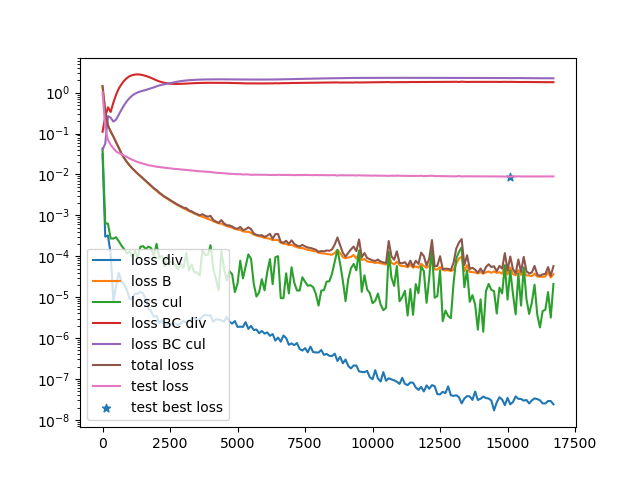 10⁰
10⁻¹
10⁻²
10⁻³
10⁻⁴
10⁻⁵
10⁻⁶
10⁻⁷
10⁻⁸
loss div
loss B
loss cul
loss BC div
loss BC cul
total loss
test loss
test best loss
0 2500 5000 7500 10000 12500 15000 17500